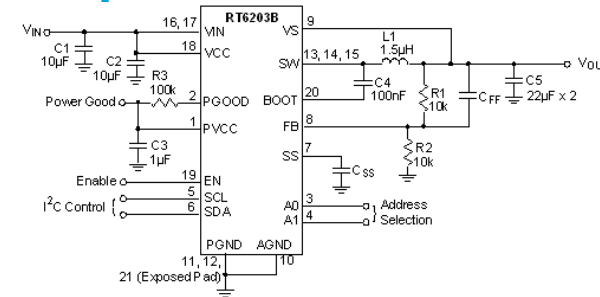 RT6203B
VIN
16, 17
VIN
C1
10µF
C2
10µF
18
VCC
R3
100k
Power Good
2
PGOOD
1
PVCC
C3
1µF
Enable
19
EN
I²C Control
5
SCL
6
SDA
PGND
AGND
11, 12,
10
21 (Exposed Pad)
VS
9
SW
13, 14, 15
L1
1.5µH
VOU
C4
100nF
BOOT
20
R1
10k
CFF
C5
22µF x 2
FB
8
R2
10k
SS
7
CSS
A0
3
A1
4
Address
Selection